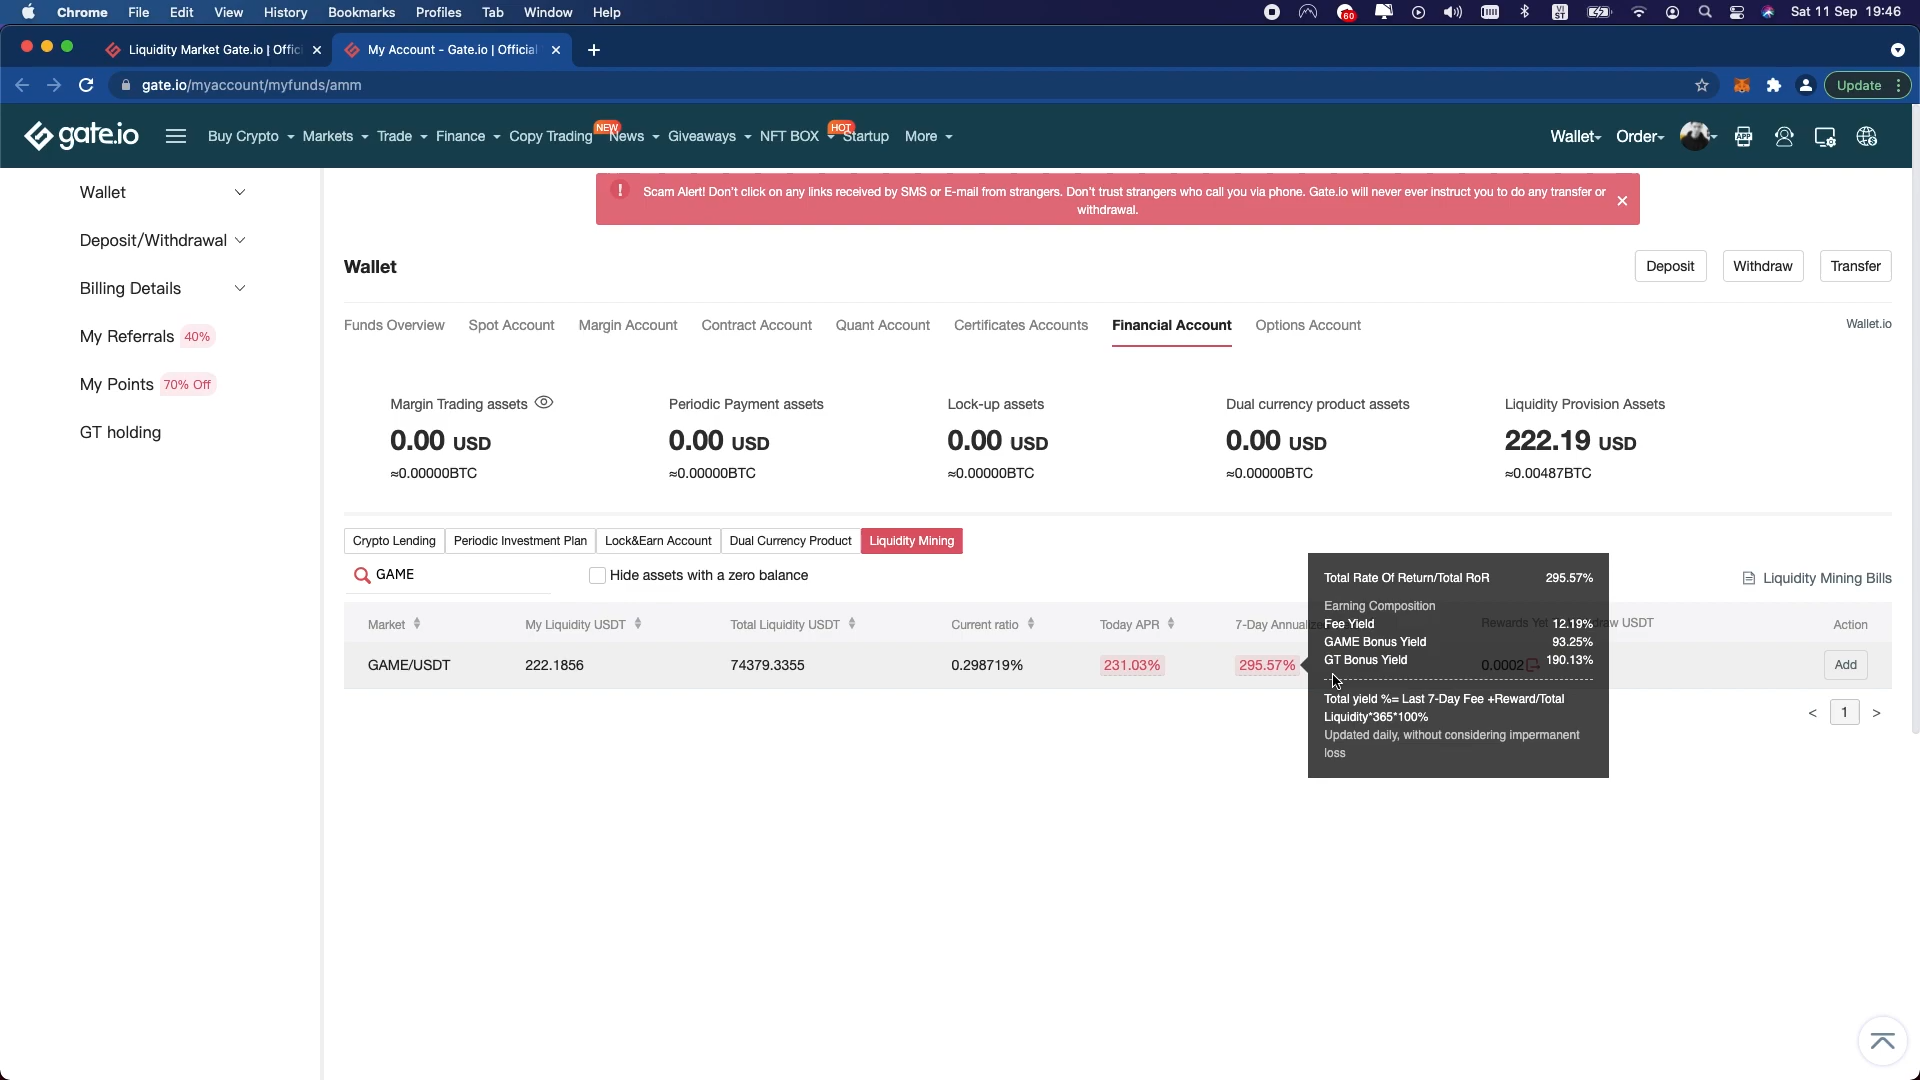 Chrome File Edit View History Bookmarks Profiles Tab Window Help 60 VI ST Sat 11 Sep 19:46
Liquidity Market Gate.io | Offic My Account - Gate.io | Official
gate.io/myaccount/myfunds/amm Update
gate.io Buy Crypto Markets Trade Finance Copy Trading NEW News Giveaways NFT BOX HOT Startup More Wallet Order APP
Scam Alert! Don't click on any links received by SMS or E-mail from strangers. Don't trust strangers who call you via phone. Gate.io will never ever instruct you to do any transfer or
withdrawal.
Wallet
Deposit/Withdrawal
Billing Details
My Referrals 40%
My Points 70% Off
GT holding
Wallet Deposit Withdraw Transfer
Funds Overview Spot Account Margin Account Contract Account Quant Account Certificates Accounts Financial Account Options Account Wallet.io
Margin Trading assets Periodic Payment assets Lock-up assets Dual currency product assets Liquidity Provision Assets
0.00 USD 0.00 USD 0.00 USD 0.00 USD 222.19 USD
≈0.00000BTC ≈0.00000BTC ≈0.00000BTC ≈0.00000BTC ≈0.00487BTC
Crypto Lending Periodic Investment Plan Lock&Earn Account Dual Currency Product Liquidity Mining
GAME Hide assets with a zero balance Liquidity Mining Bills
Market My Liquidity USDT Total Liquidity USDT Current ratio Today APR 7-Day Annualize Rewards Yet draw USDT Action
GAME/USDT 222.1856 74379.3355 0.298719% 231.03% 295.57% 0.0002 Add
Total Rate Of Return/Total RoR 295.57%
Earning Composition
Fee Yield 12.19%
GAME Bonus Yield 93.25%
GT Bonus Yield 190.13%
Total yield %= Last 7-Day Fee +Reward/Total
Liquidity*365*100%
Updated daily, without considering impermanent
loss
< 1 >